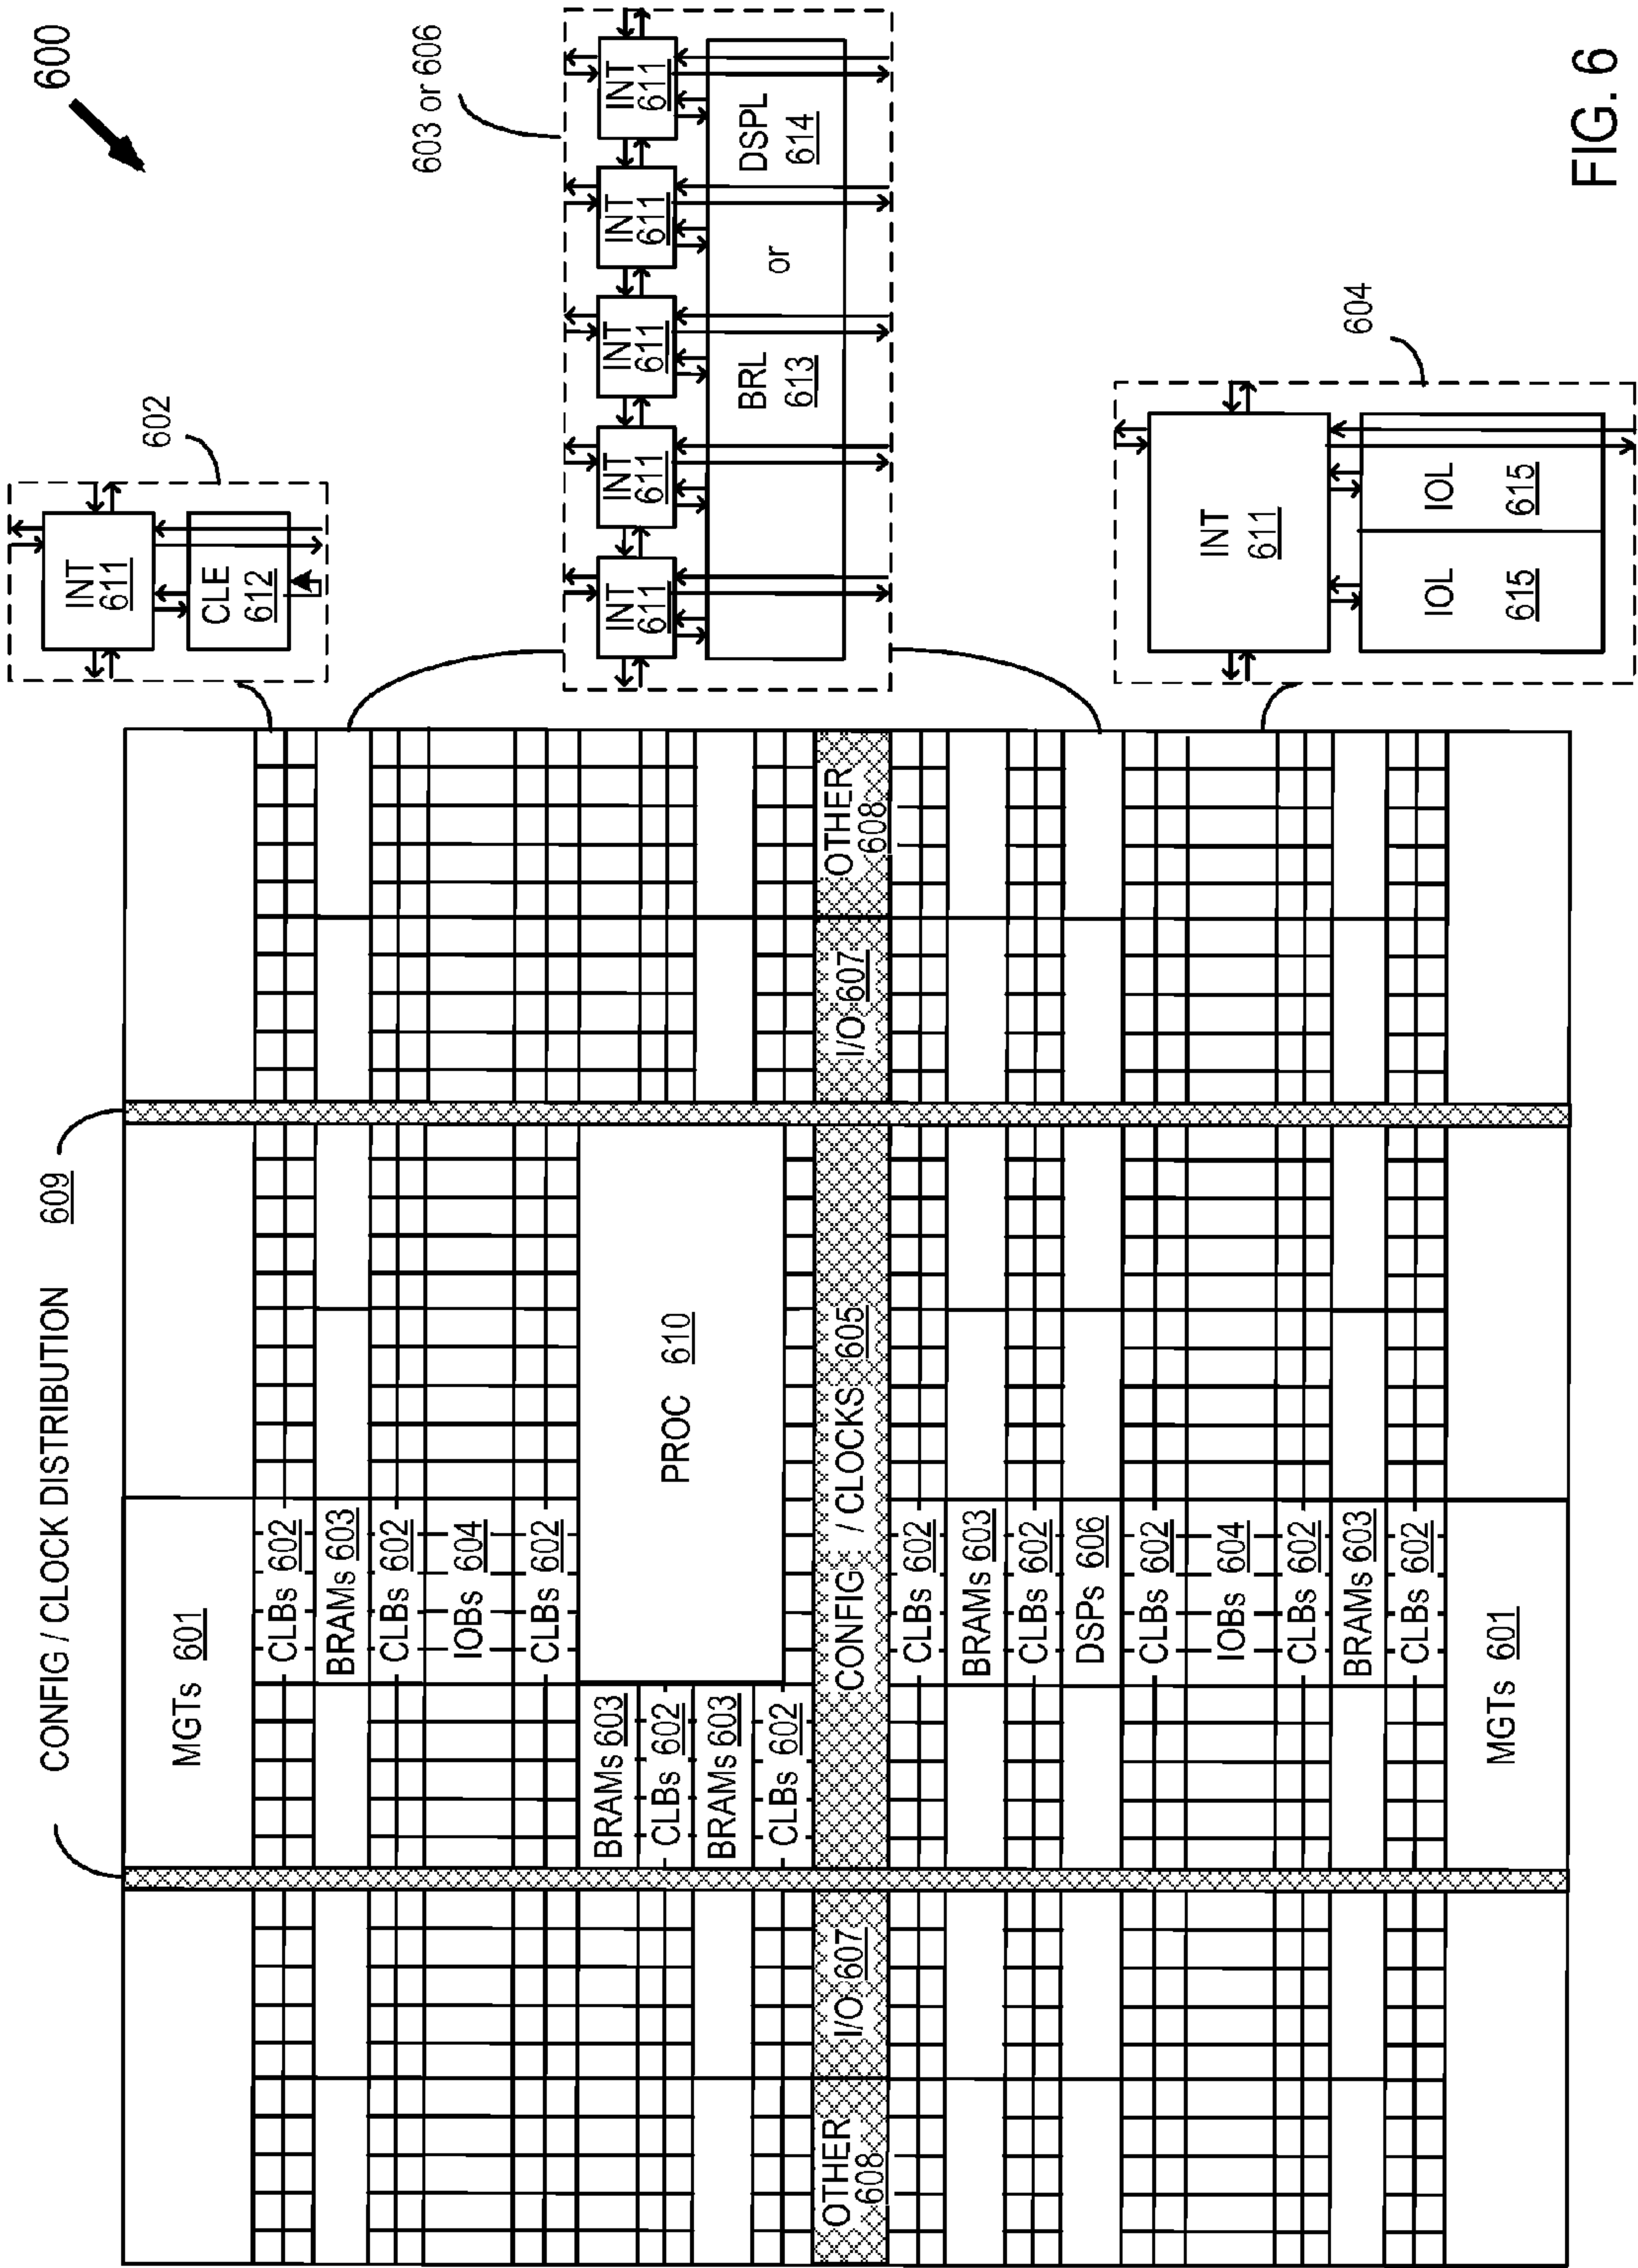 600
CONFIG / CLOCK DISTRIBUTION 609
MGTs 601
CLBs 602
BRAMs 603
CLBs 602
IOBs 604
CLBs 602
BRAMs 603
CLBs 602
BRAMs 603
CLBs 602
PROC 610
OTHER
608
I/O 607
CONFIG / CLOCKS 605
I/O 607
OTHER
608
CLBs 602
BRAMs 603
CLBs 602
DSPs 606
CLBs 602
IOBs 604
CLBs 602
BRAMs 603
CLBs 602
MGTs 601
602
INT
611
CLE
612
603 or 606
INT
611
INT
611
INT
611
INT
611
INT
611
BRL
613
or
DSPL
614
604
INT
611
IOL
615
IOL
615
FIG. 6